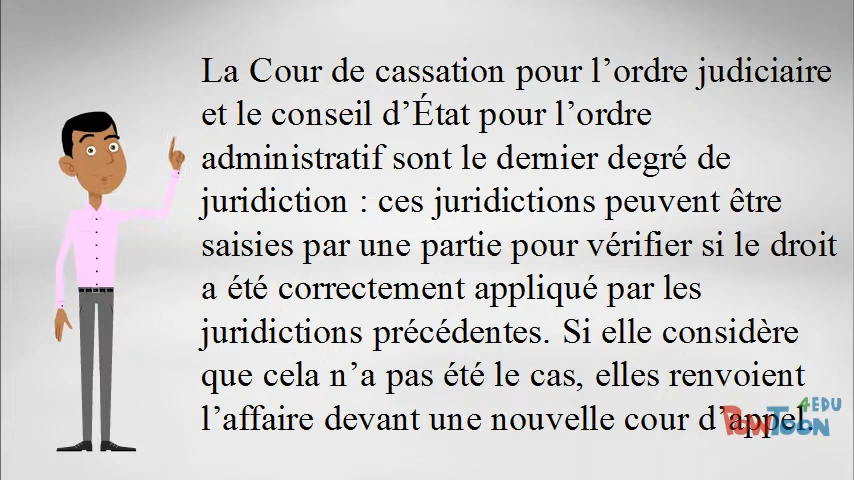 La Cour de cassation pour l’ordre judiciaire
et le conseil d’État pour l’ordre
administratif sont le dernier degré de
juridiction : ces juridictions peuvent être
saisies par une partie pour vérifier si le droit
a été correctement appliqué par les
juridictions précédentes. Si elle considère
que cela n’a pas été le cas, elles renvoient
l’affaire devant une nouvelle cour d’appel.
4EDU
POWTOON